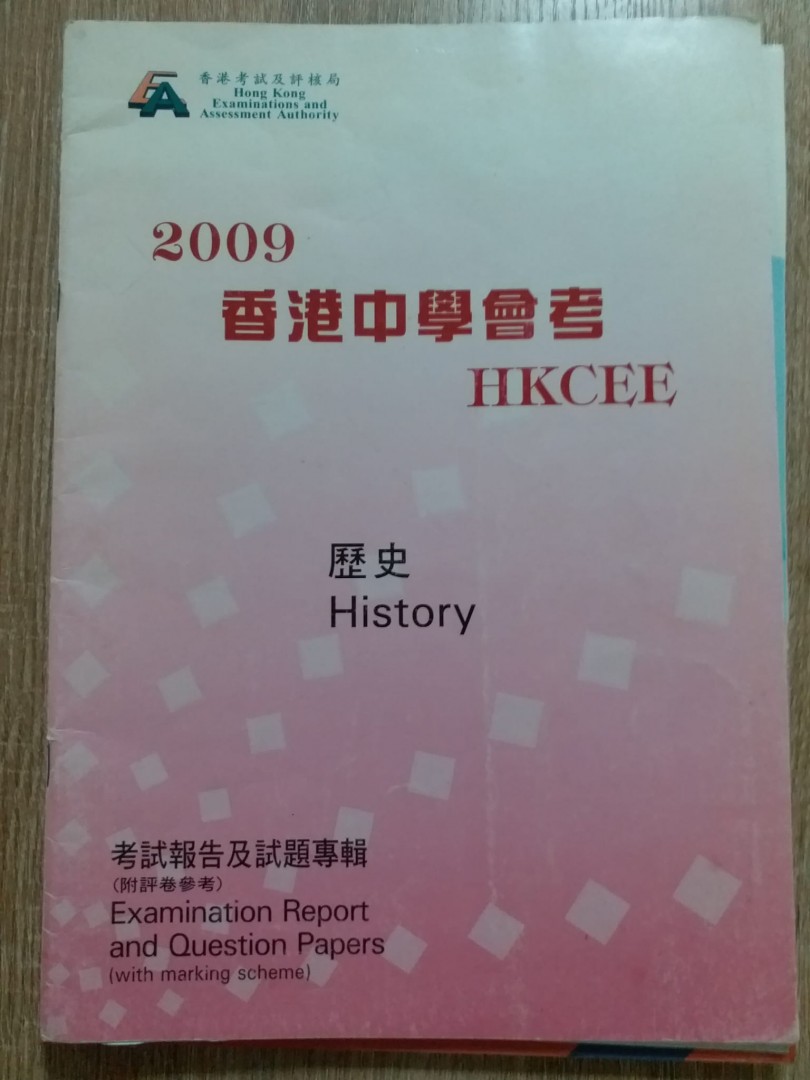 香港考試及評核局
Hong Kong
Examinations and
Assessment Authority
2009
香港中學會考
HKCEE
歷史
History
考試報告及試題專輯
(附評卷參考)
Examination Report
and Question Papers
(with marking scheme)